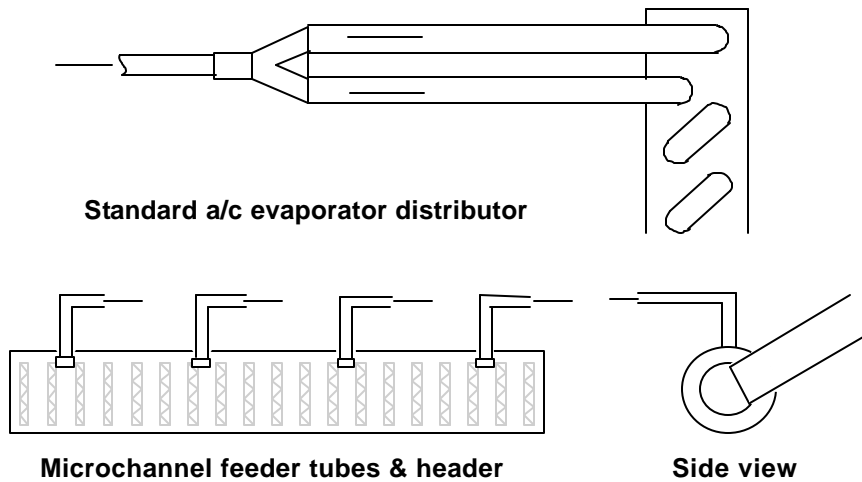 Standard a/c evaporator distributor
Microchannel feeder tubes & header
Side view